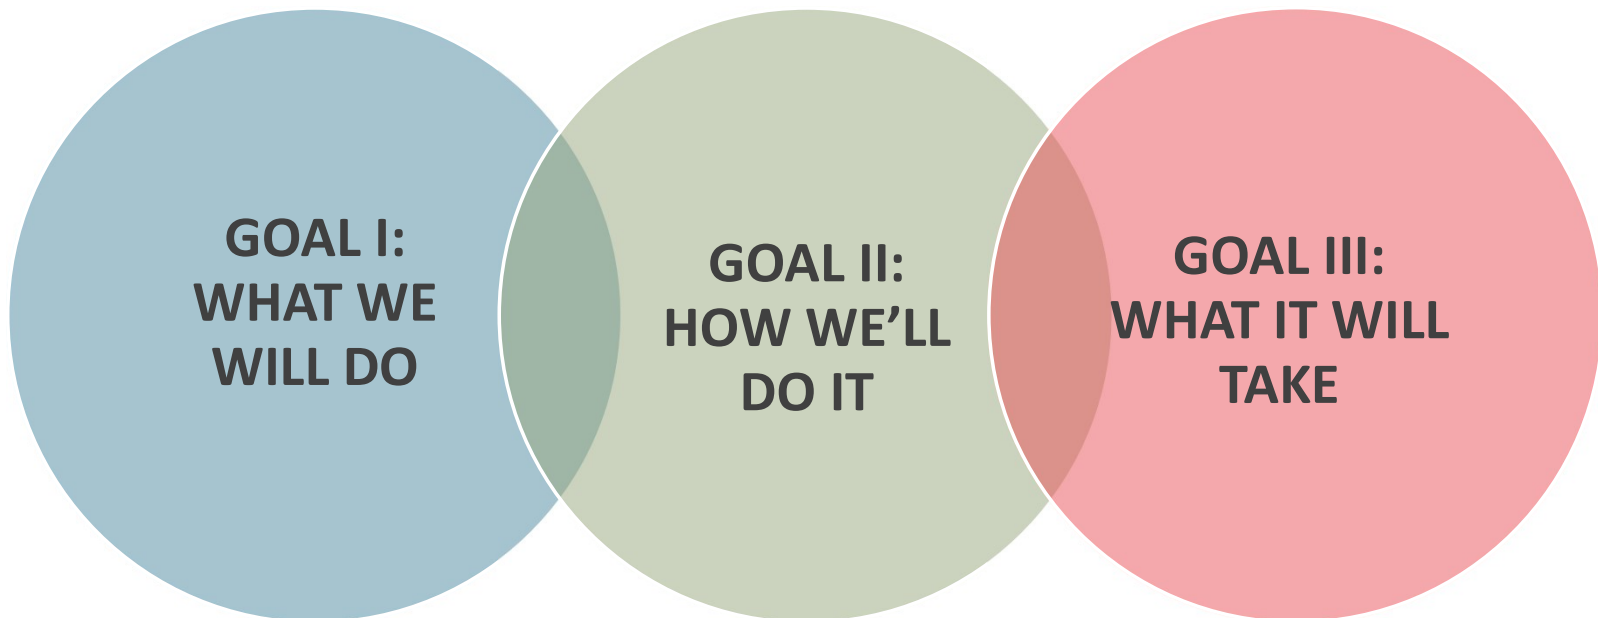 GOAL I:
WHAT WE
WILL DO
GOAL II:
HOW WE’LL
DO IT
GOAL III:
WHAT IT WILL
TAKE